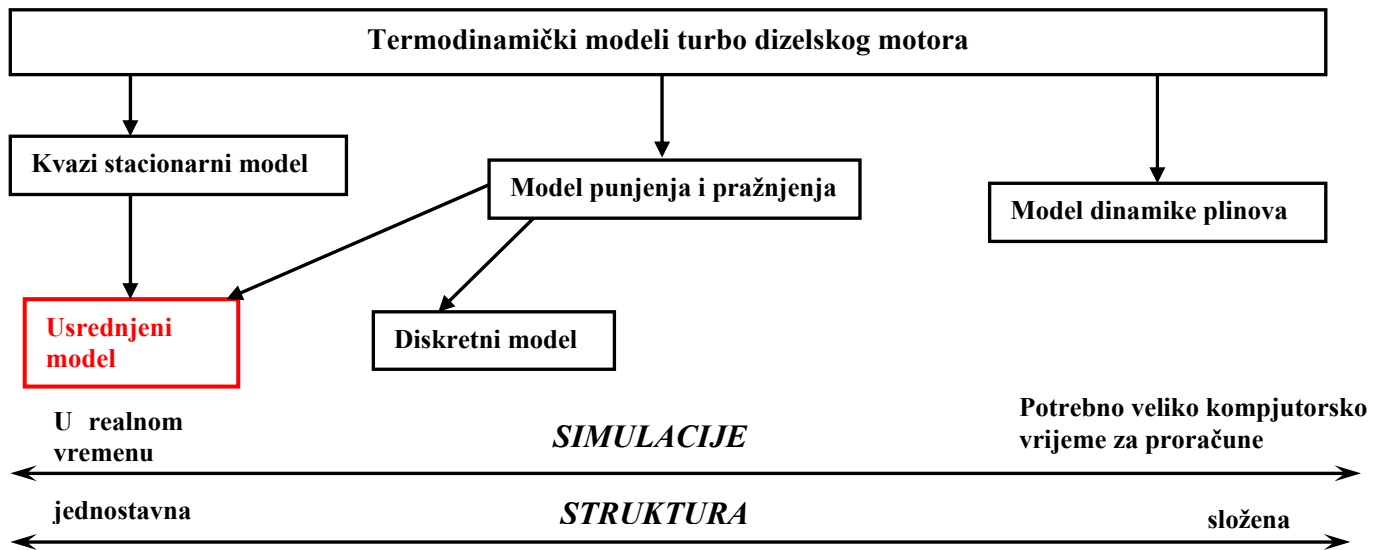 Termodinamički modeli turbo dizelskog motora
Kvazi stacionarni model
Model punjenja i pražnjenja
Model dinamike plinova
Usrednjeni
model
Diskretni model
U realnom
vremenu
SIMULACIJE
Potrebno veliko kompjutorsko
vrijeme za proračune
jednostavna
STRUKTURA
složena